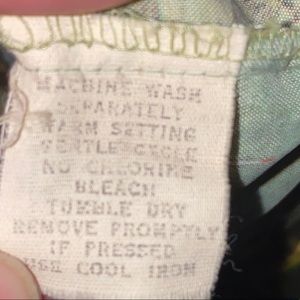 MACHINE WASH
SEPARATELY
WARM SETTING
GENTLE CYCLE
NO CHLORINE
BLEACH
TUMBLE DRY
REMOVE PROMPTLY
IF PRESSED
USE COOL IRON